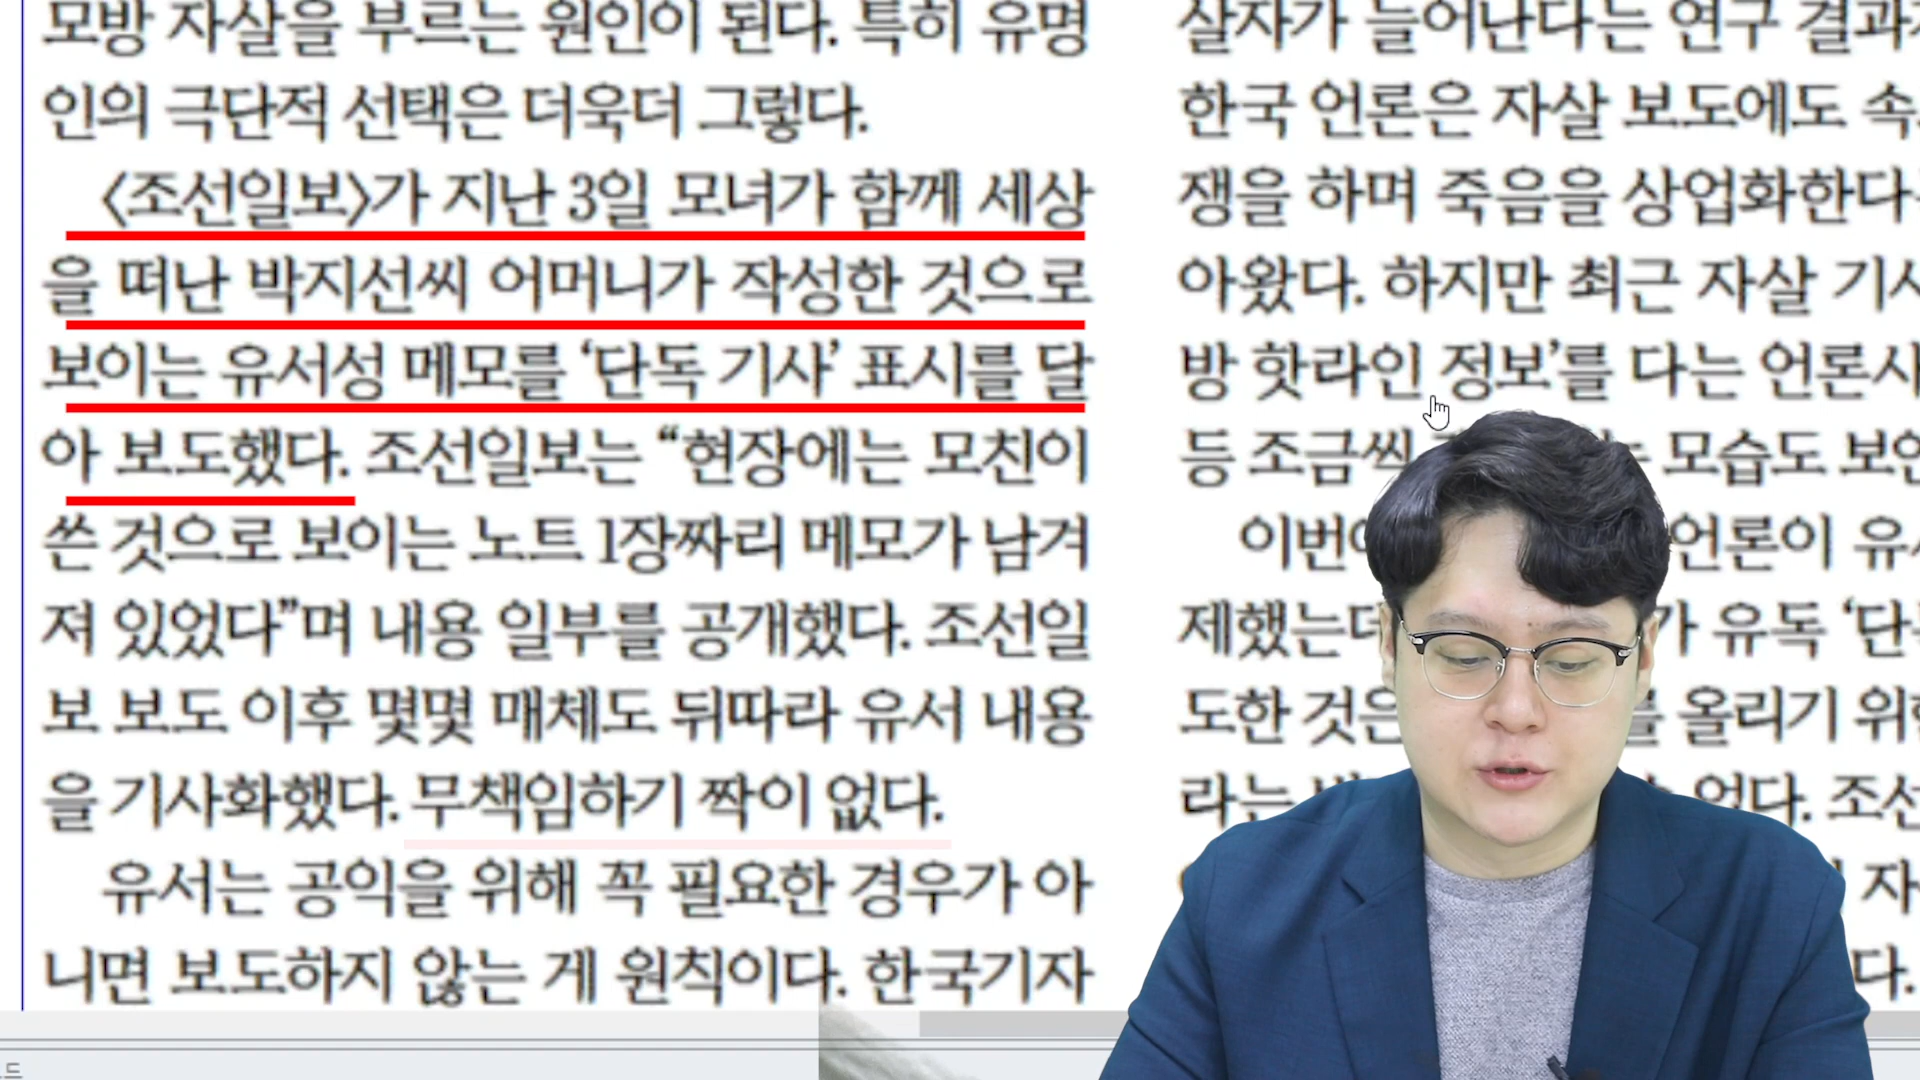 모방 자살을 부르는 원인이 된다. 특히 유명
인의 극단적 선택은 더욱더 그렇다.
〈조선일보〉가 지난 3일 모녀가 함께 세상
을 떠난 박지선씨 어머니가 작성한 것으로
보이는 유서성 메모를 ‘단독 기사’ 표시를 달
아 보도했다. 조선일보는 “현장에는 모친이
쓴 것으로 보이는 노트 1장짜리 메모가 남겨
져 있었다”며 내용 일부를 공개했다. 조선일
보 보도 이후 몇몇 매체도 뒤따라 유서 내용
을 기사화했다. 무책임하기 짝이 없다.
유서는 공익을 위해 꼭 필요한 경우가 아
니면 보도하지 않는 게 원칙이다. 한국기자
살자가 늘어난다는 연구 결과
한국 언론은 자살 보도에도 속
쟁을 하며 죽음을 상업화한다
아왔다. 하지만 최근 자살 기사
방 핫라인 정보’를 다는 언론사
등 조금씩 모습도 보인
언론이 유
제했는데 가 유독 ‘단
도한 것은 를 올리기 위
라는 없다. 조선
자
다.